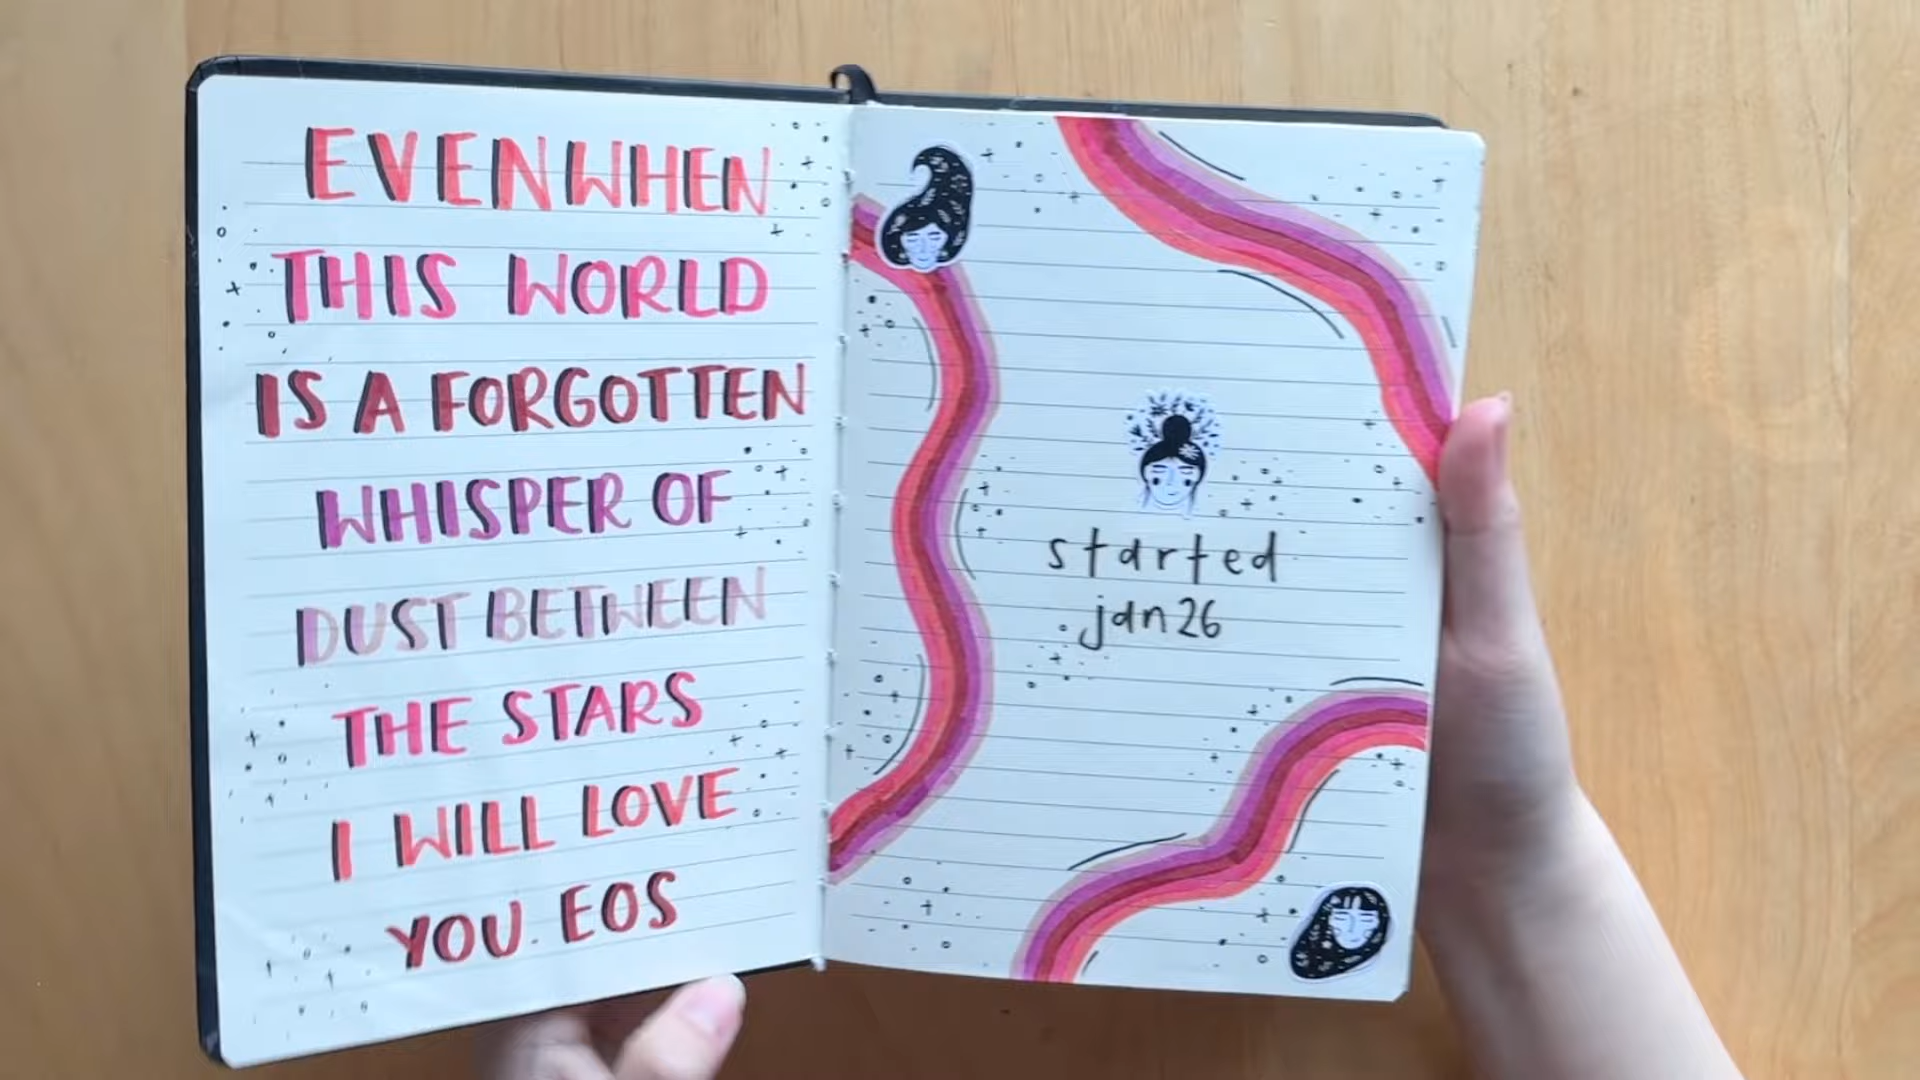 EVEN WHEN
THIS WORLD
IS A FORGOTTEN
WHISPER OF
DUST BETWEEN
THE STARS
I WILL LOVE
YOU. EOS
started
jan 26